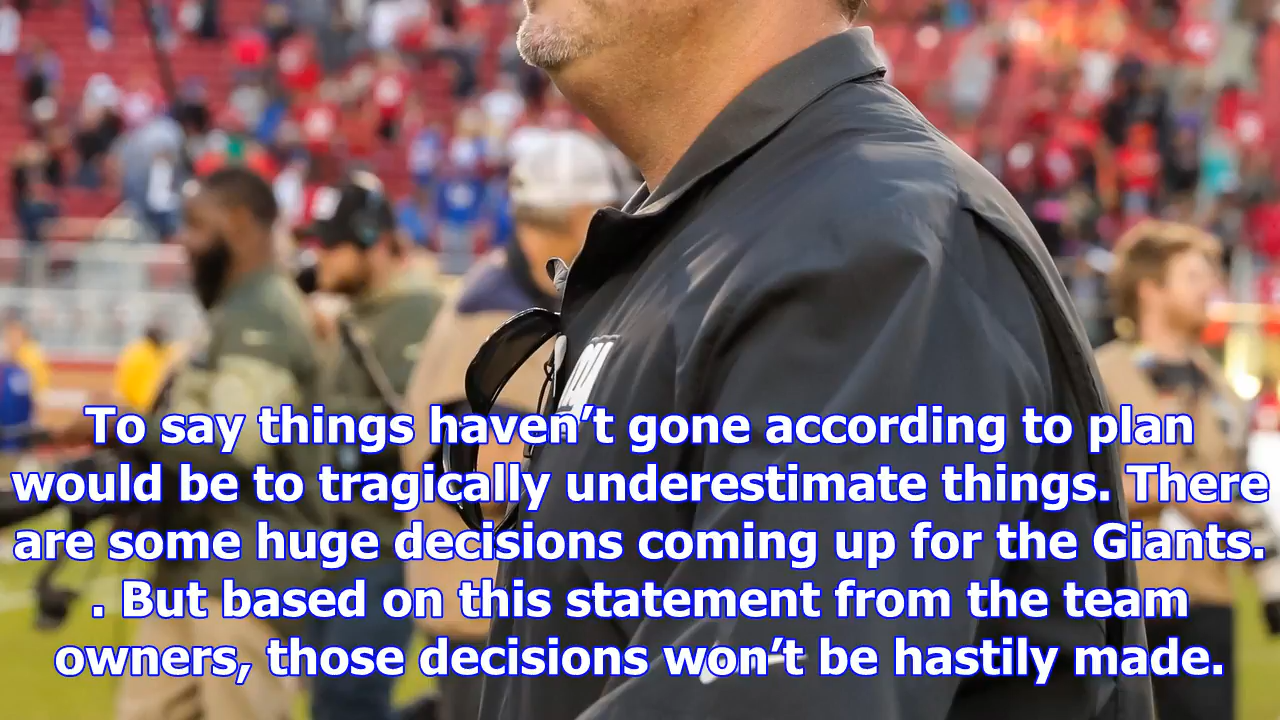 To say things haven’t gone according to plan
would be to tragically underestimate things. There
are some huge decisions coming up for the Giants.
. But based on this statement from the team
owners, those decisions won’t be hastily made.